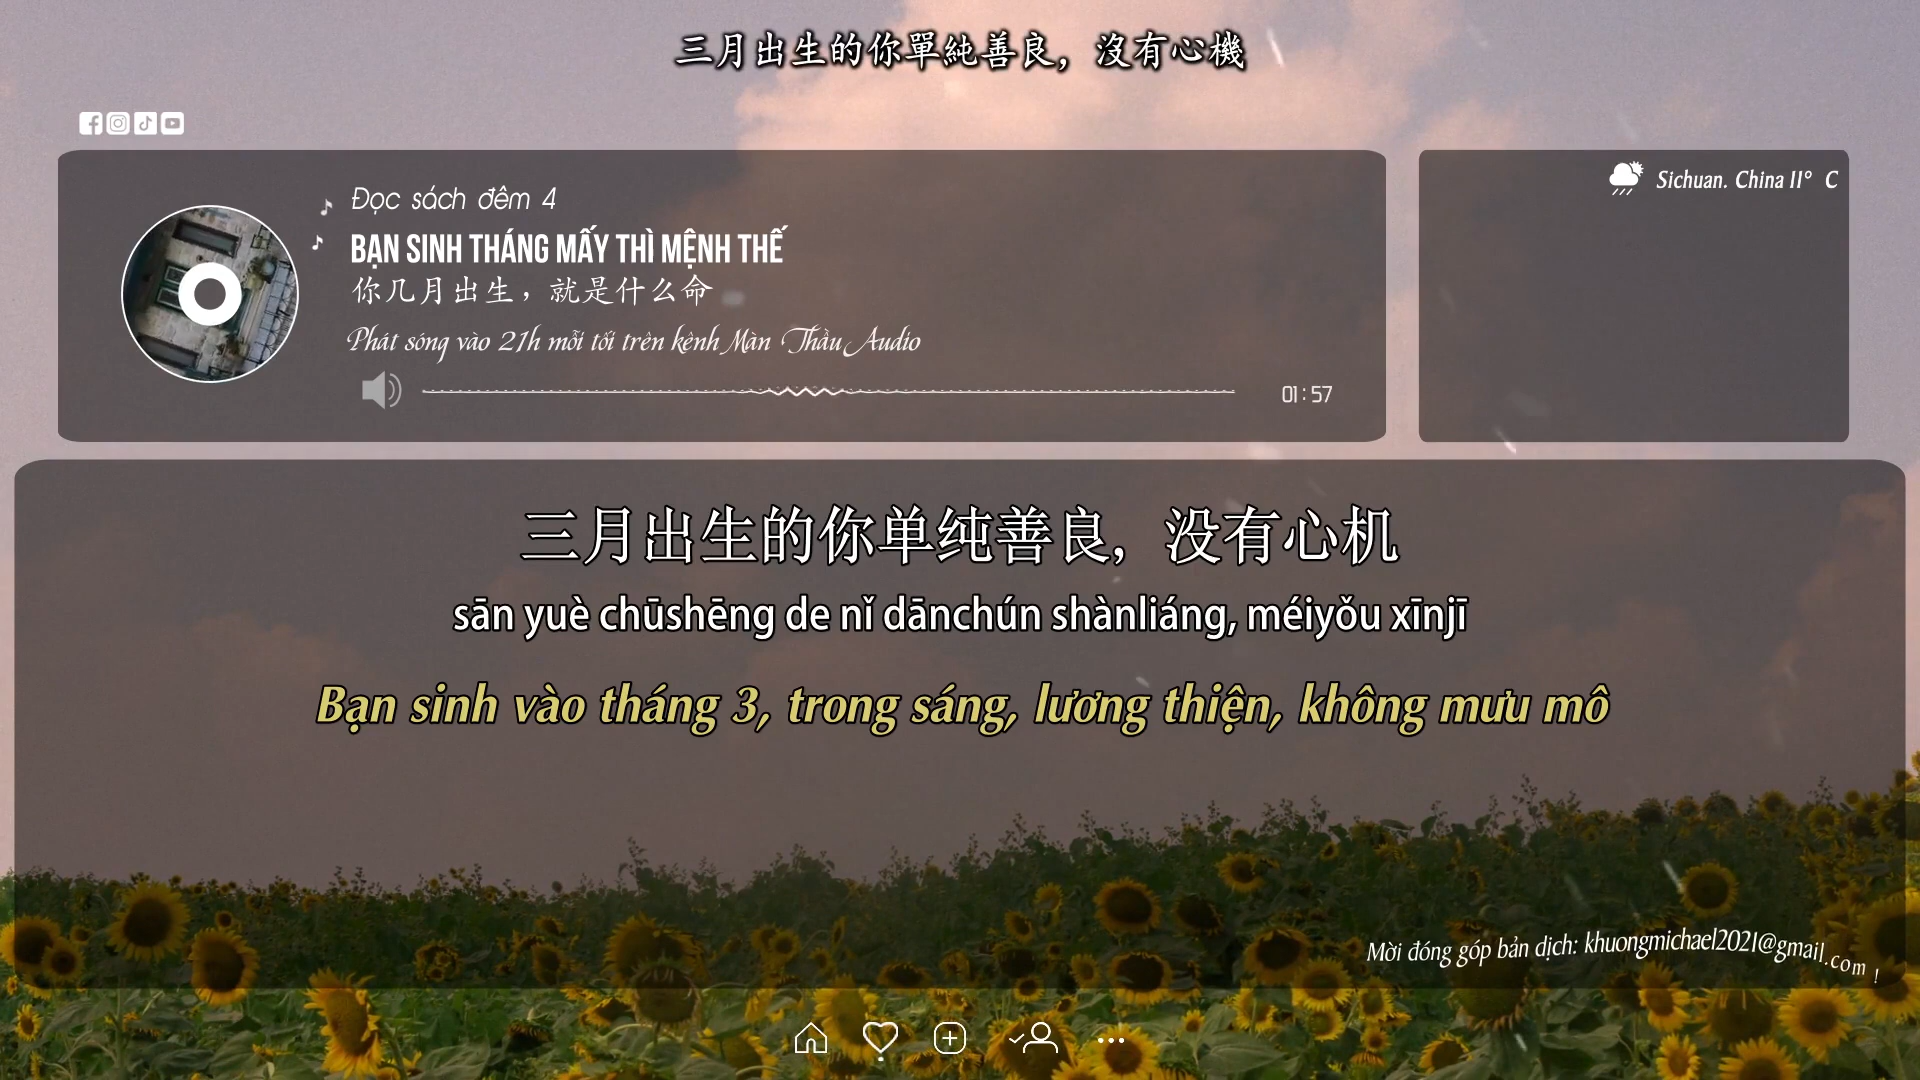 三月出生的你單純善良，沒有心機
Đọc sách đêm 4
BẠN SINH THÁNG MẤY THÌ MỆNH THẾ
你几月出生，就是什么命
Phát sóng vào 21h mỗi tối trên kênh Màn Thầu Audio
01:57
Sichuan. China 11° C
三月出生的你单纯善良，没有心机
sān yuè chūshēng de nǐ dānchún shànliáng, méiyǒu xīnjī
Bạn sinh vào tháng 3, trong sáng, lương thiện, không mưu mô
Mời đóng góp bản dịch: khuongmichael2021@gmail.com !